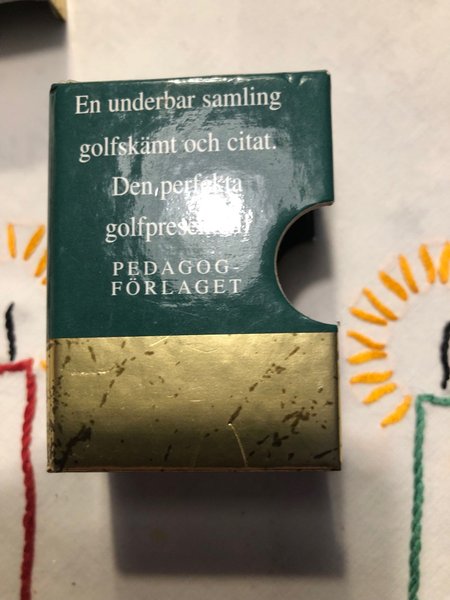 En underbar samling
golfskämt och citat.
Den perfekta
PEDAGOG-
FÖRLAGET